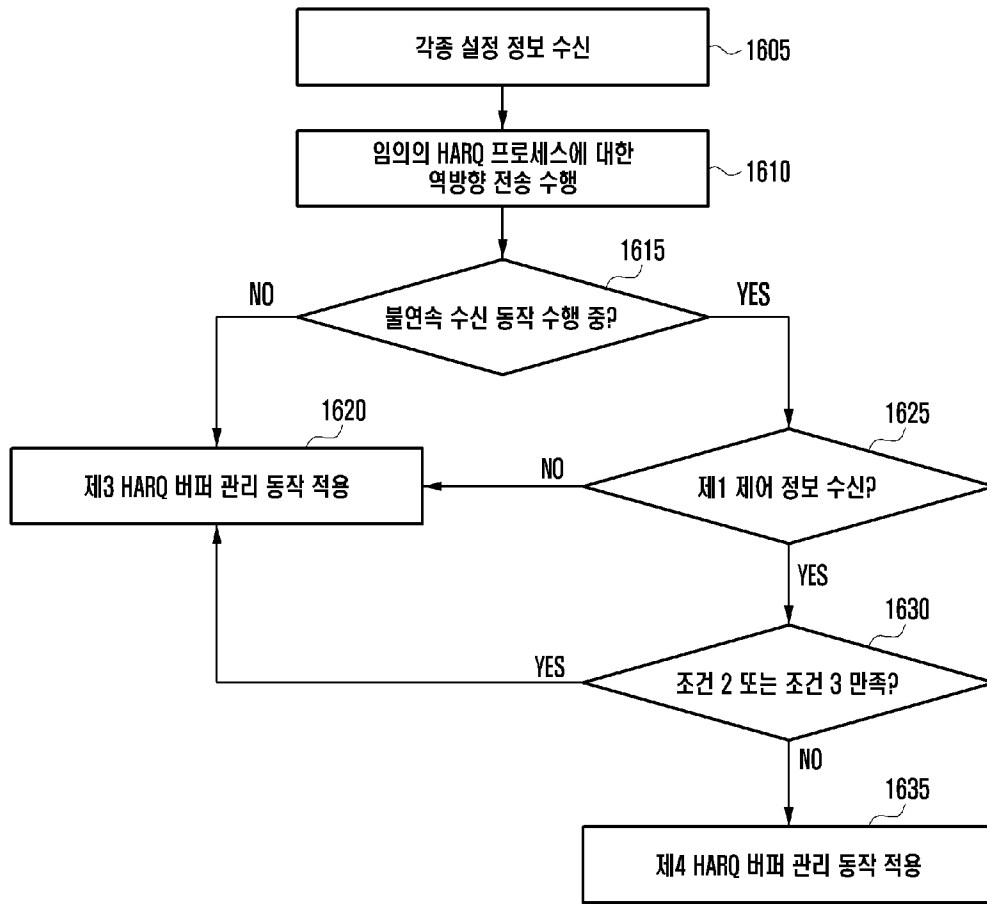 각종 설정 정보 수신
1605
임의의 HARQ 프로세스에 대한
역방향 전송 수행
1610
1615
NO
YES
불연속 수신 동작 수행 중?
1620
1625
제3 HARQ 버퍼 관리 동작 적용
NO
제1 제어 정보 수신?
YES
1630
YES
조건 2 또는 조건 3 만족?
NO
1635
제4 HARQ 버퍼 관리 동작 적용